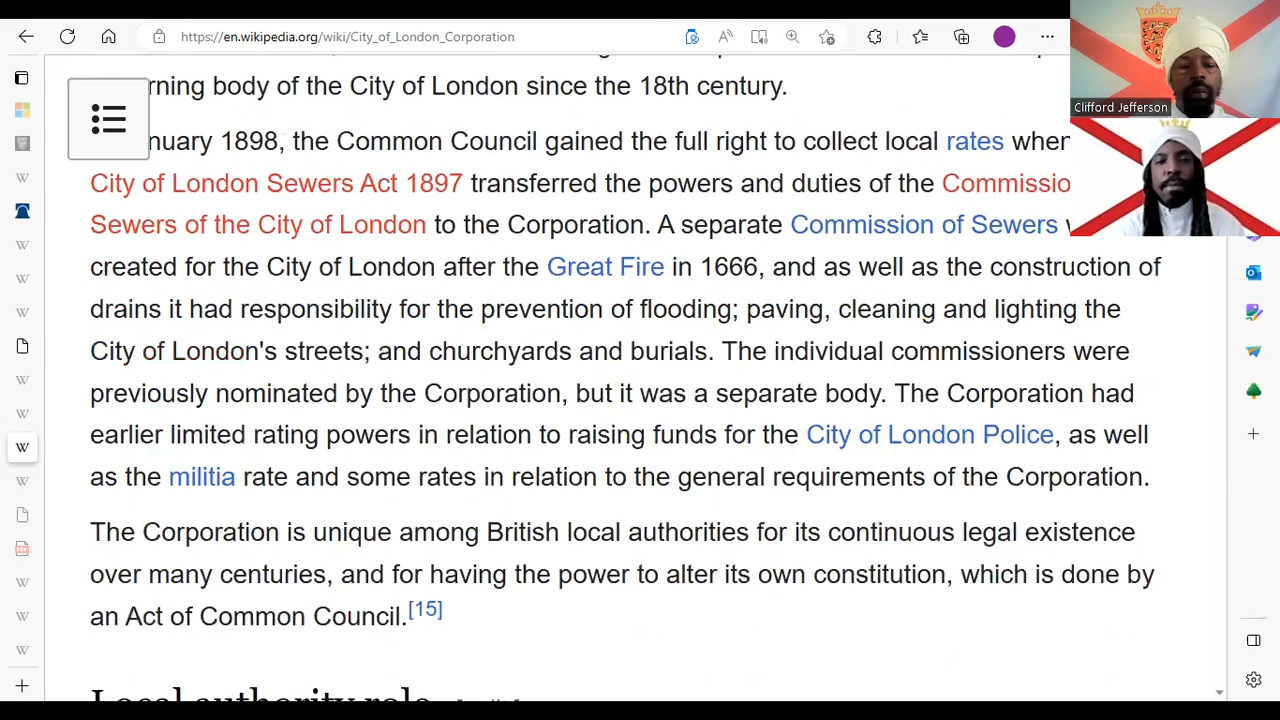 https://en.wikipedia.org/wiki/City_of_London_Corporation
Clifford Jefferson
body of the City of London since the 18th century.
1898, the Common Council gained the full right to collect local rates when
City of London Sewers Act 1897 transferred the powers and duties of the
Sewers of the City of London to the Corporation. A separate Commission of Sewers
created for the City of London after the Great Fire in 1666, and as well as the construction of
drains it had responsibility for the prevention of flooding; paving, cleaning and lighting the
City of London's streets; and churchyards and burials. The individual commissioners were
previously nominated by the Corporation, but it was a separate body. The Corporation had
earlier limited rating powers in relation to raising funds for the City of London Police, as well
as the militia rate and some rates in relation to the general requirements of the Corporation.
The Corporation is unique among British local authorities for its continuous legal existence
over many centuries, and for having the power to alter its own constitution, which is done by
an Act of Common Council.[15]
Local authority role